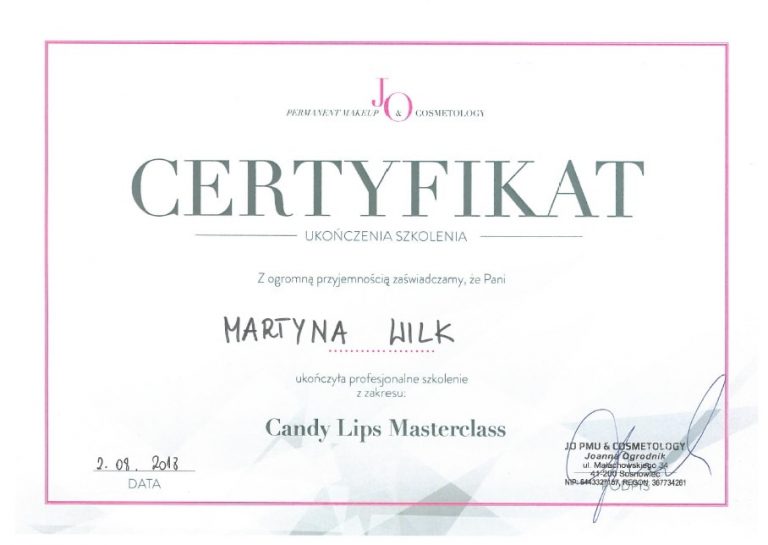 JO
PERMANENT MAKEUP & COSMETOLOGY
CERTYFIKAT
UKOŃCZENIA SZKOLENIA
Z ogromną przyjemnością zaświadczamy, że Pani
MARTYNA WILK
ukończyła profesjonalne szkolenie
z zakresu:
Candy Lips Masterclass
2. 09. 2018
DATA
JO PMU & COSMETOLOGY
Joanna Ogrodnik
ul. Małachowskiego 34
41-200 Sosnowiec
NIP: REGON: 367734261
PODPIS